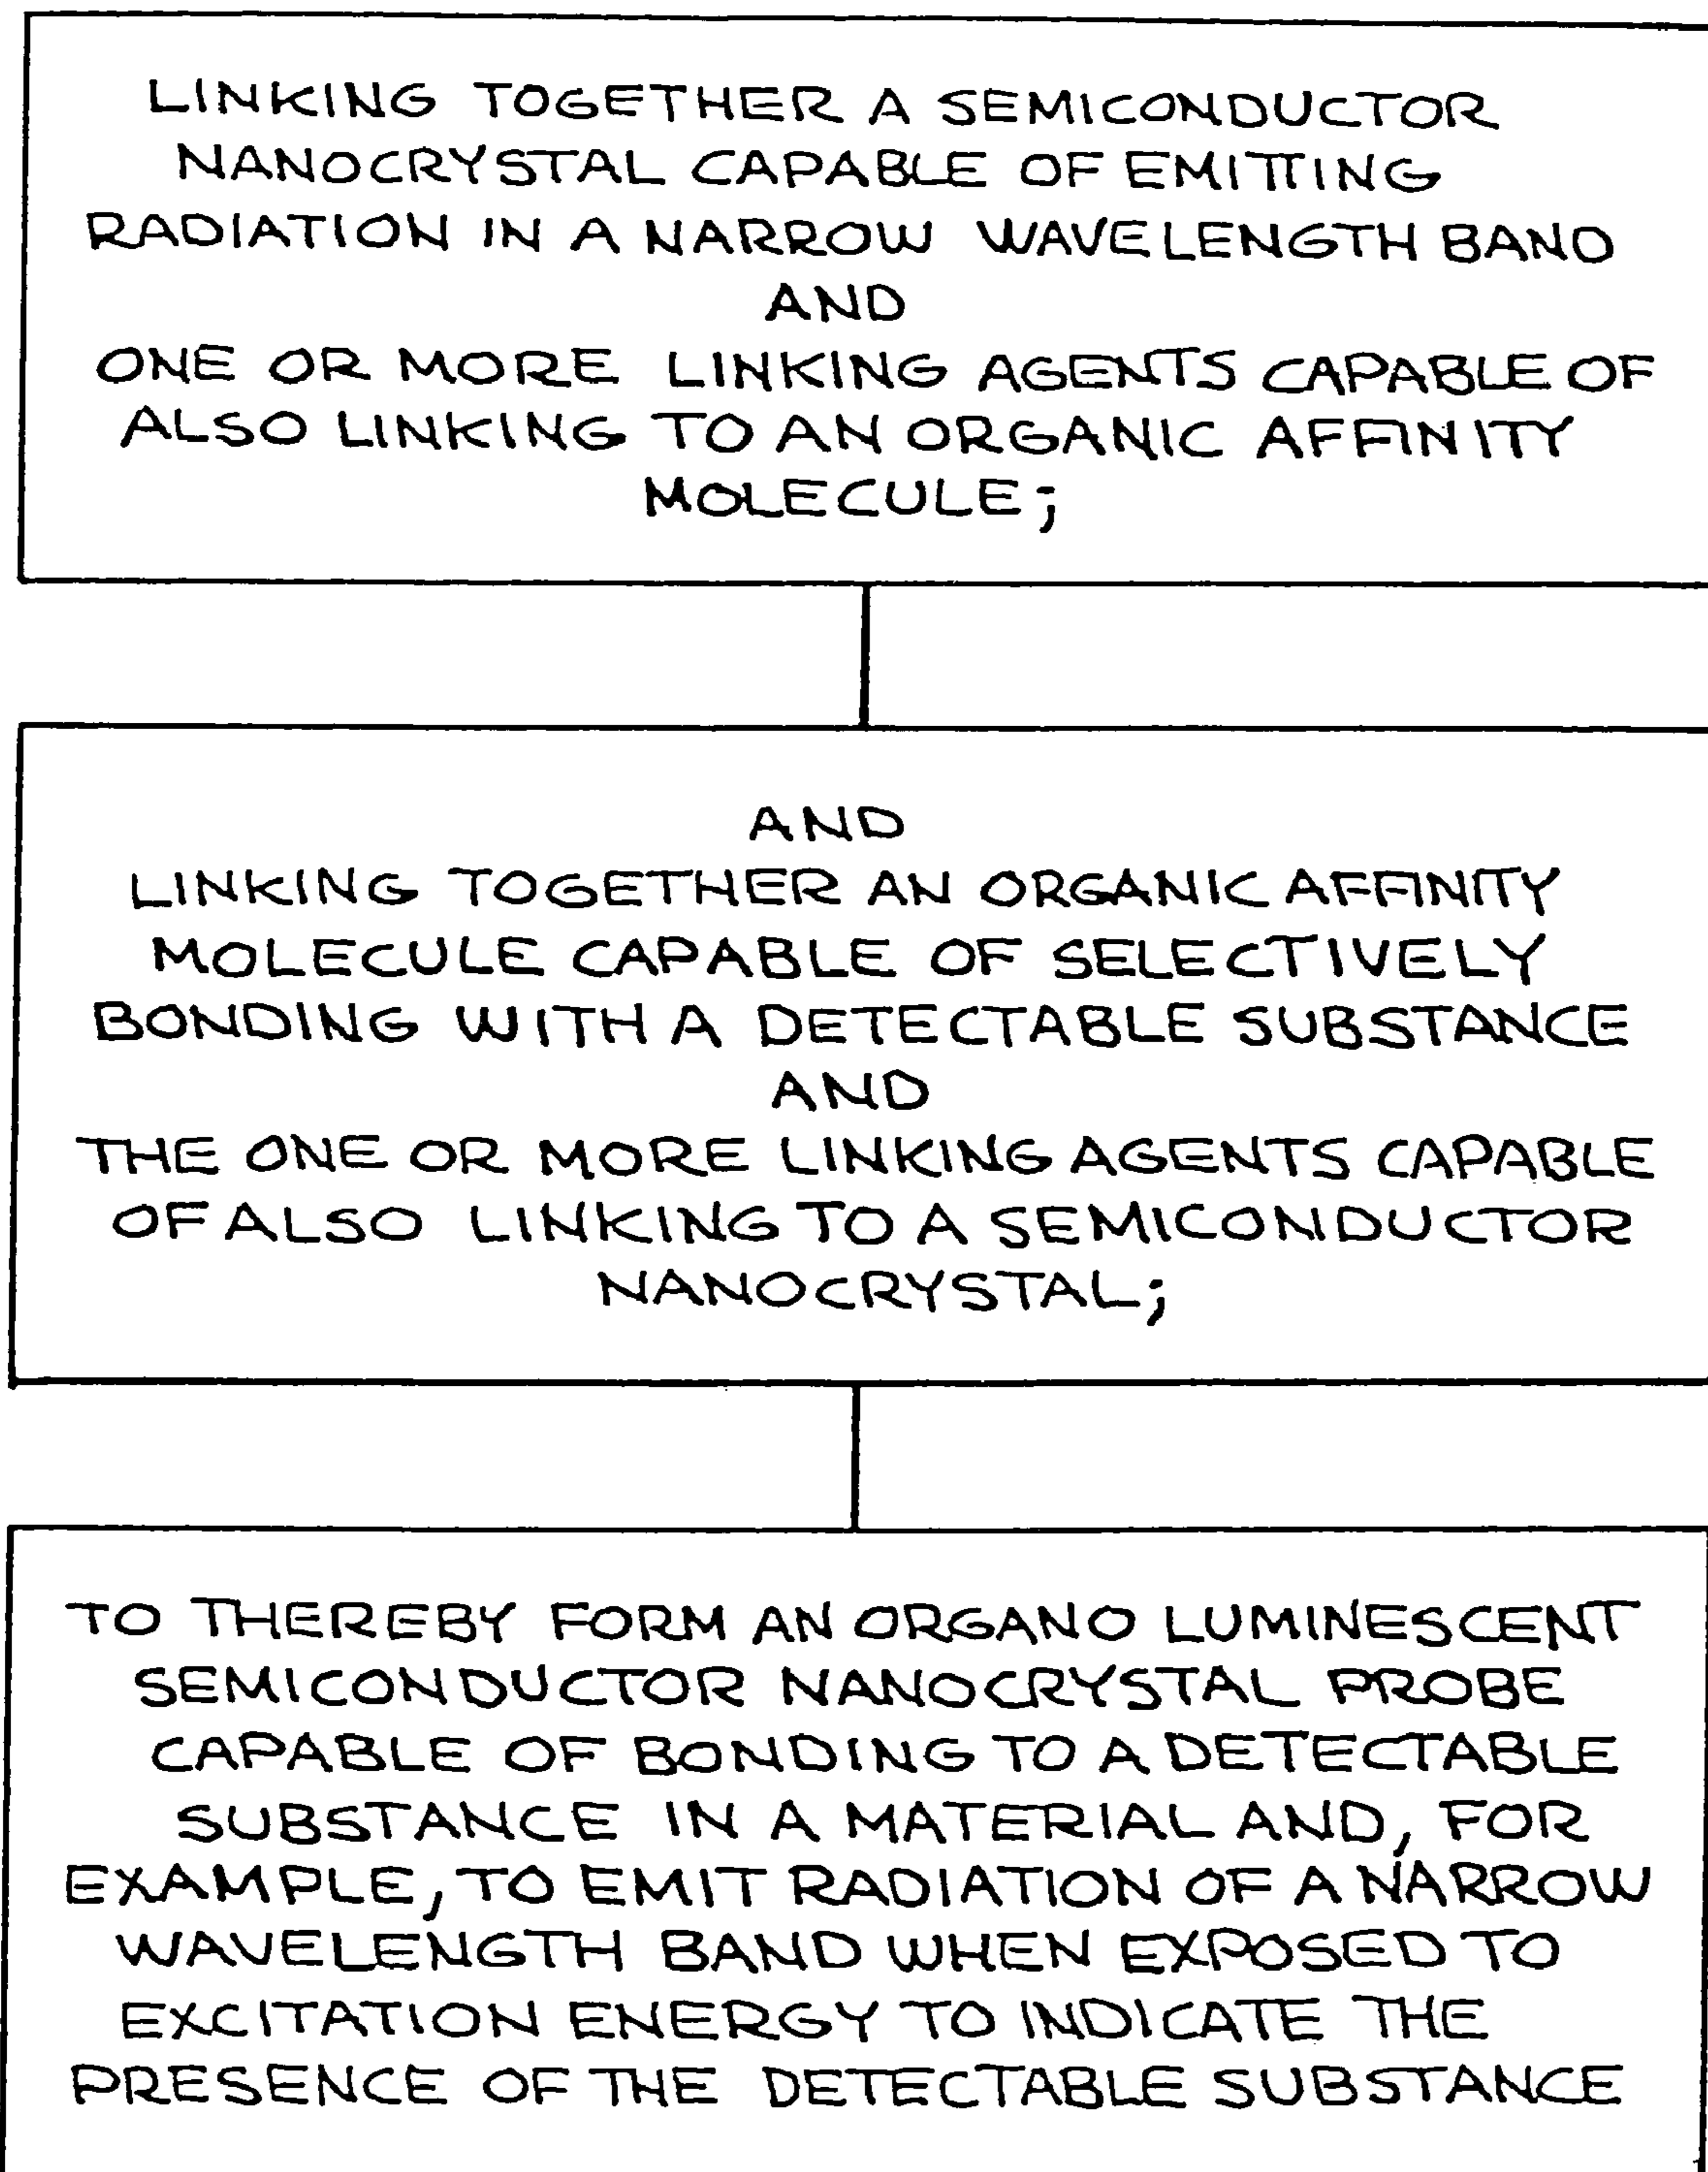 LINKING TOGETHER A SEMICONDUCTOR
NANOCRYSTAL CAPABLE OF EMITTING
RADIATION IN A NARROW WAVELENGTH BAND
AND
ONE OR MORE LINKING AGENTS CAPABLE OF
ALSO LINKING TO AN ORGANIC AFFINITY
MOLECULE;
AND
LINKING TOGETHER AN ORGANIC AFFINITY
MOLECULE CAPABLE OF SELECTIVELY
BONDING WITH A DETECTABLE SUBSTANCE
AND
THE ONE OR MORE LINKING AGENTS CAPABLE
OF ALSO LINKING TO A SEMICONDUCTOR
NANOCRYSTAL;
TO THEREBY FORM AN ORGANO LUMINESCENT
SEMICONDUCTOR NANOCRYSTAL PROBE
CAPABLE OF BONDING TO A DETECTABLE
SUBSTANCE IN A MATERIAL AND, FOR
EXAMPLE, TO EMIT RADIATION OF A NARROW
WAVELENGTH BAND WHEN EXPOSED TO
EXCITATION ENERGY TO INDICATE THE
PRESENCE OF THE DETECTABLE SUBSTANCE